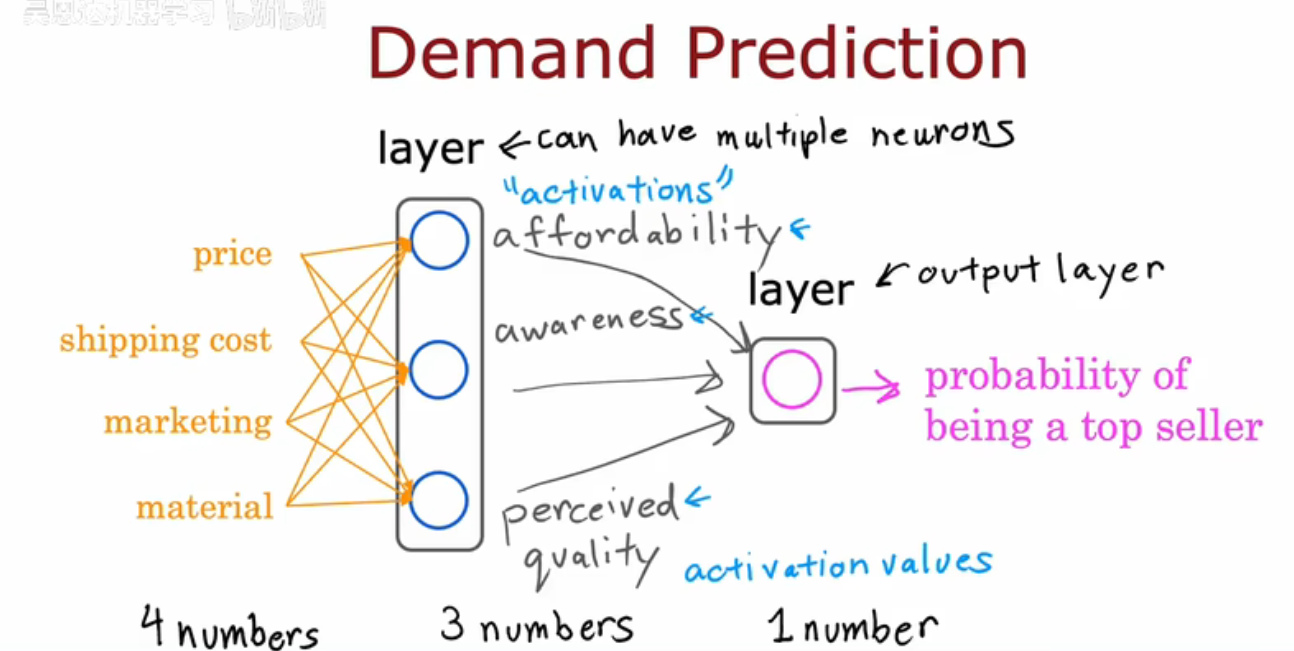 吴恩达机器学习 bilibili
Demand Prediction
layer ←can have multiple neurons
"activations"
affordability
price
layer
output layer
awareness
shipping cost
probability of
being a top seller
marketing
material
perceived
quality
activation values
4 numbers
3 numbers
1 number